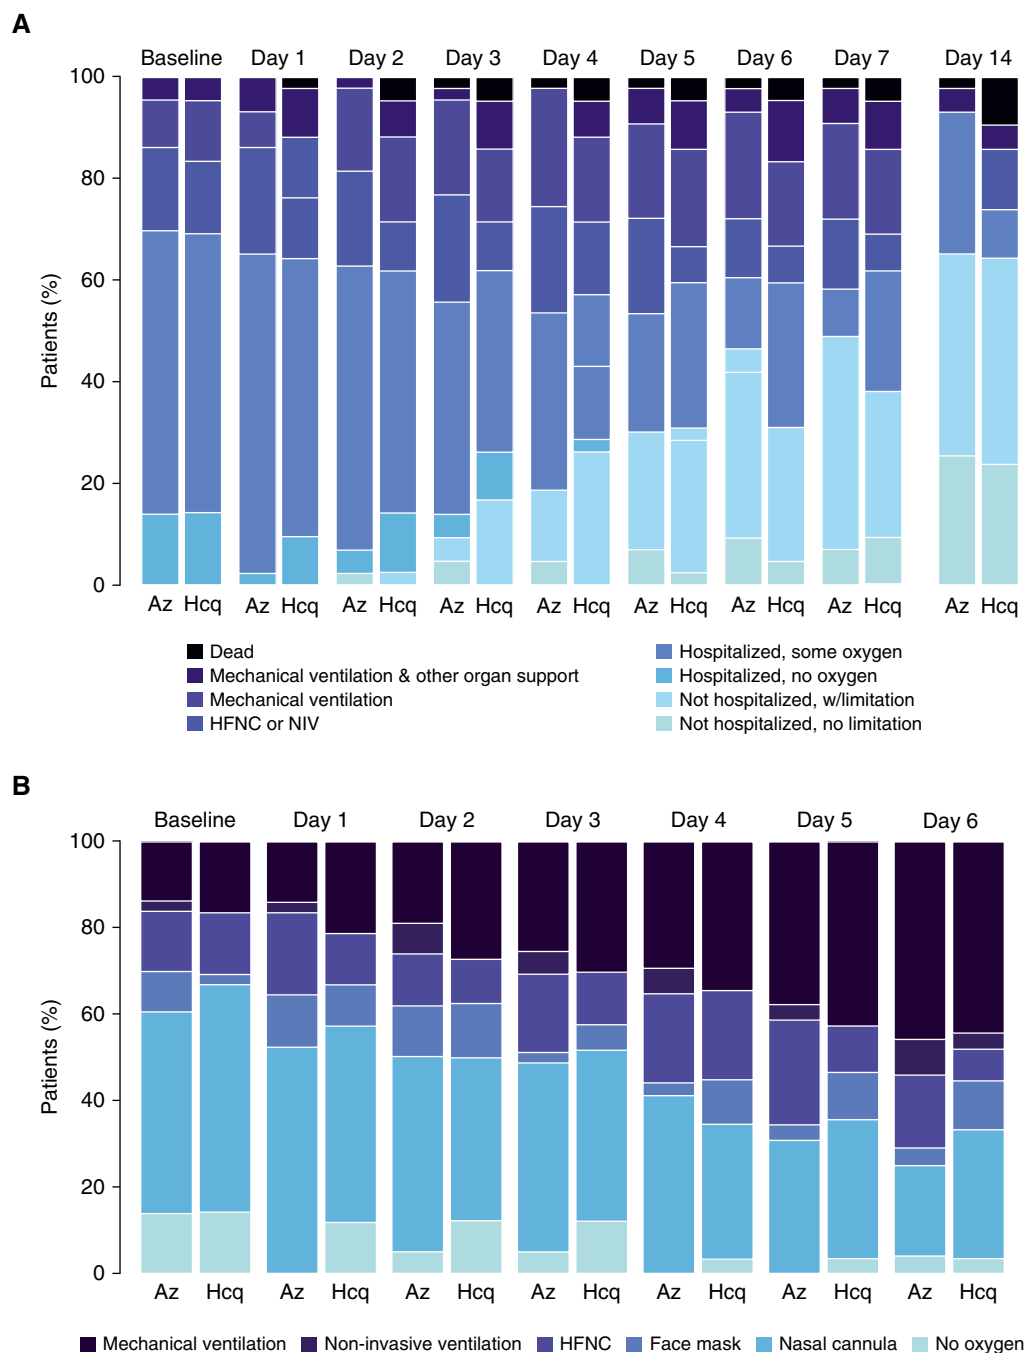 A
Baseline Day 1 Day 2 Day 3 Day 4 Day 5 Day 6 Day 7 Day 14
100
80
60
40
20
0
Patients (%)
Az Hcq Az Hcq Az Hcq Az Hcq Az Hcq Az Hcq Az Hcq Az Hcq Az Hcq
Dead
Mechanical ventilation & other organ support
Mechanical ventilation
HFNC or NIV
Hospitalized, some oxygen
Hospitalized, no oxygen
Not hospitalized, w/limitation
Not hospitalized, no limitation
B
Baseline Day 1 Day 2 Day 3 Day 4 Day 5 Day 6
100
80
60
40
20
0
Patients (%)
Az Hcq Az Hcq Az Hcq Az Hcq Az Hcq Az Hcq Az Hcq
Mechanical ventilation Non-invasive ventilation HFNC Face mask Nasal cannula No oxygen